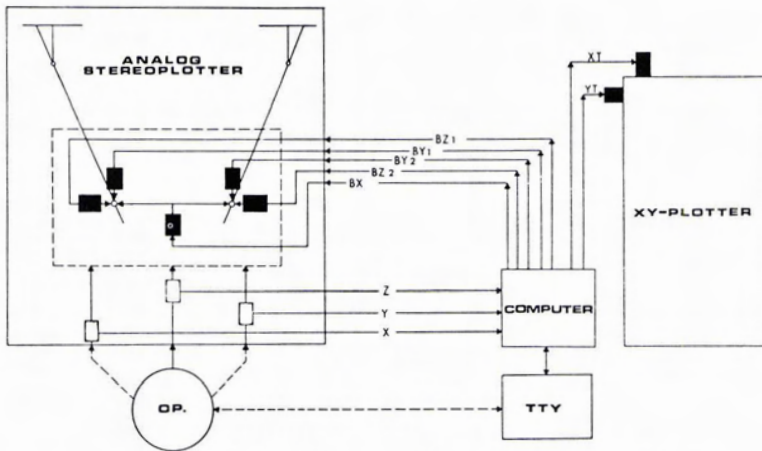 ANALOG
STEREOPLOTTER
XT
YT
BZ1
BY1
BY2
BZ2
BX
XY-PLOTTER
Z
COMPUTER
Y
X
OP.
TTY